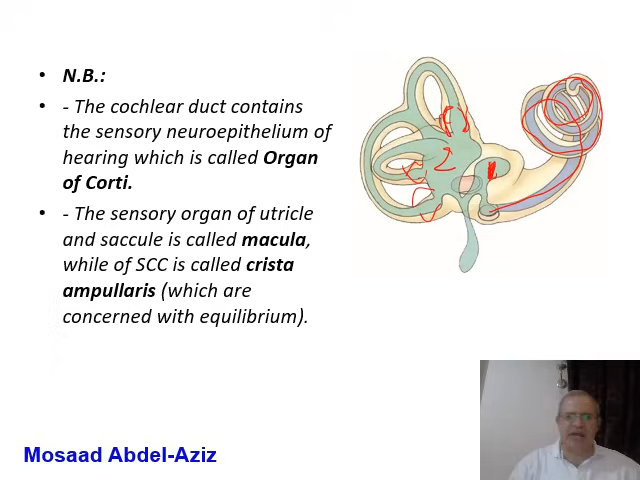 • N.B.:
• - The cochlear duct contains
the sensory neuroepithelium of
hearing which is called Organ
of Corti.
• - The sensory organ of utricle
and saccule is called macula,
while of SCC is called crista
ampullaris (which are
concerned with equilibrium).
Mosaad Abdel-Aziz